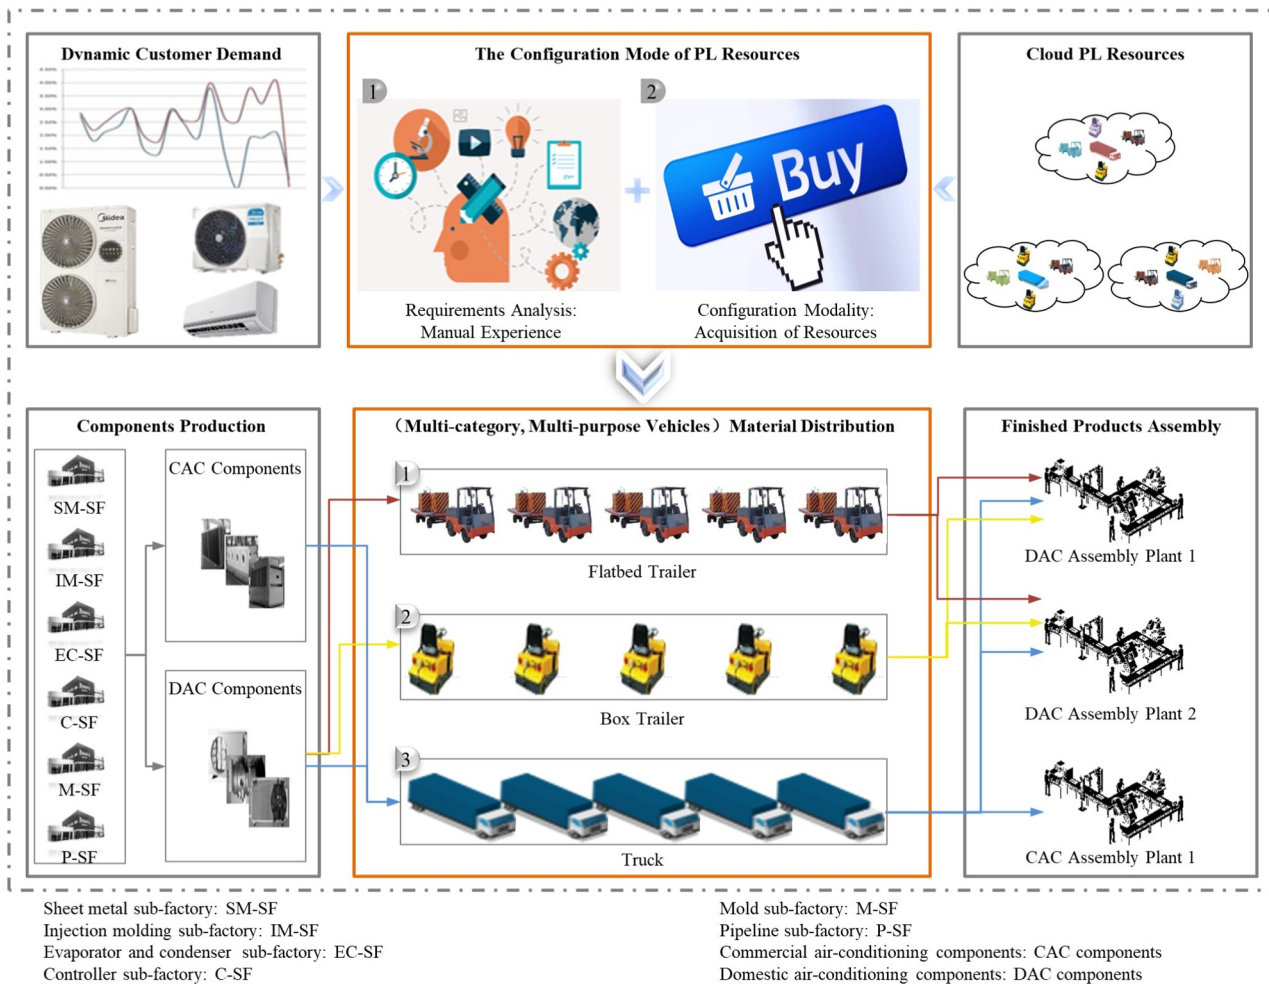 Dynamic Customer Demand
The Configuration Mode of PL Resources
Cloud PL Resources
1
2
Buy
Midea
Requirements Analysis:
Manual Experience
Configuration Modality:
Acquisition of Resources
Components Production
（Multi-category, Multi-purpose Vehicles）Material Distribution
Finished Products Assembly
SM-SF
IM-SF
EC-SF
C-SF
M-SF
P-SF
CAC Components
DAC Components
1
Flatbed Trailer
2
Box Trailer
3
Truck
DAC Assembly Plant 1
DAC Assembly Plant 2
CAC Assembly Plant 1
Sheet metal sub-factory: SM-SF
Injection molding sub-factory: IM-SF
Evaporator and condenser sub-factory: EC-SF
Controller sub-factory: C-SF
Mold sub-factory: M-SF
Pipeline sub-factory: P-SF
Commercial air-conditioning components: CAC components
Domestic air-conditioning components: DAC components